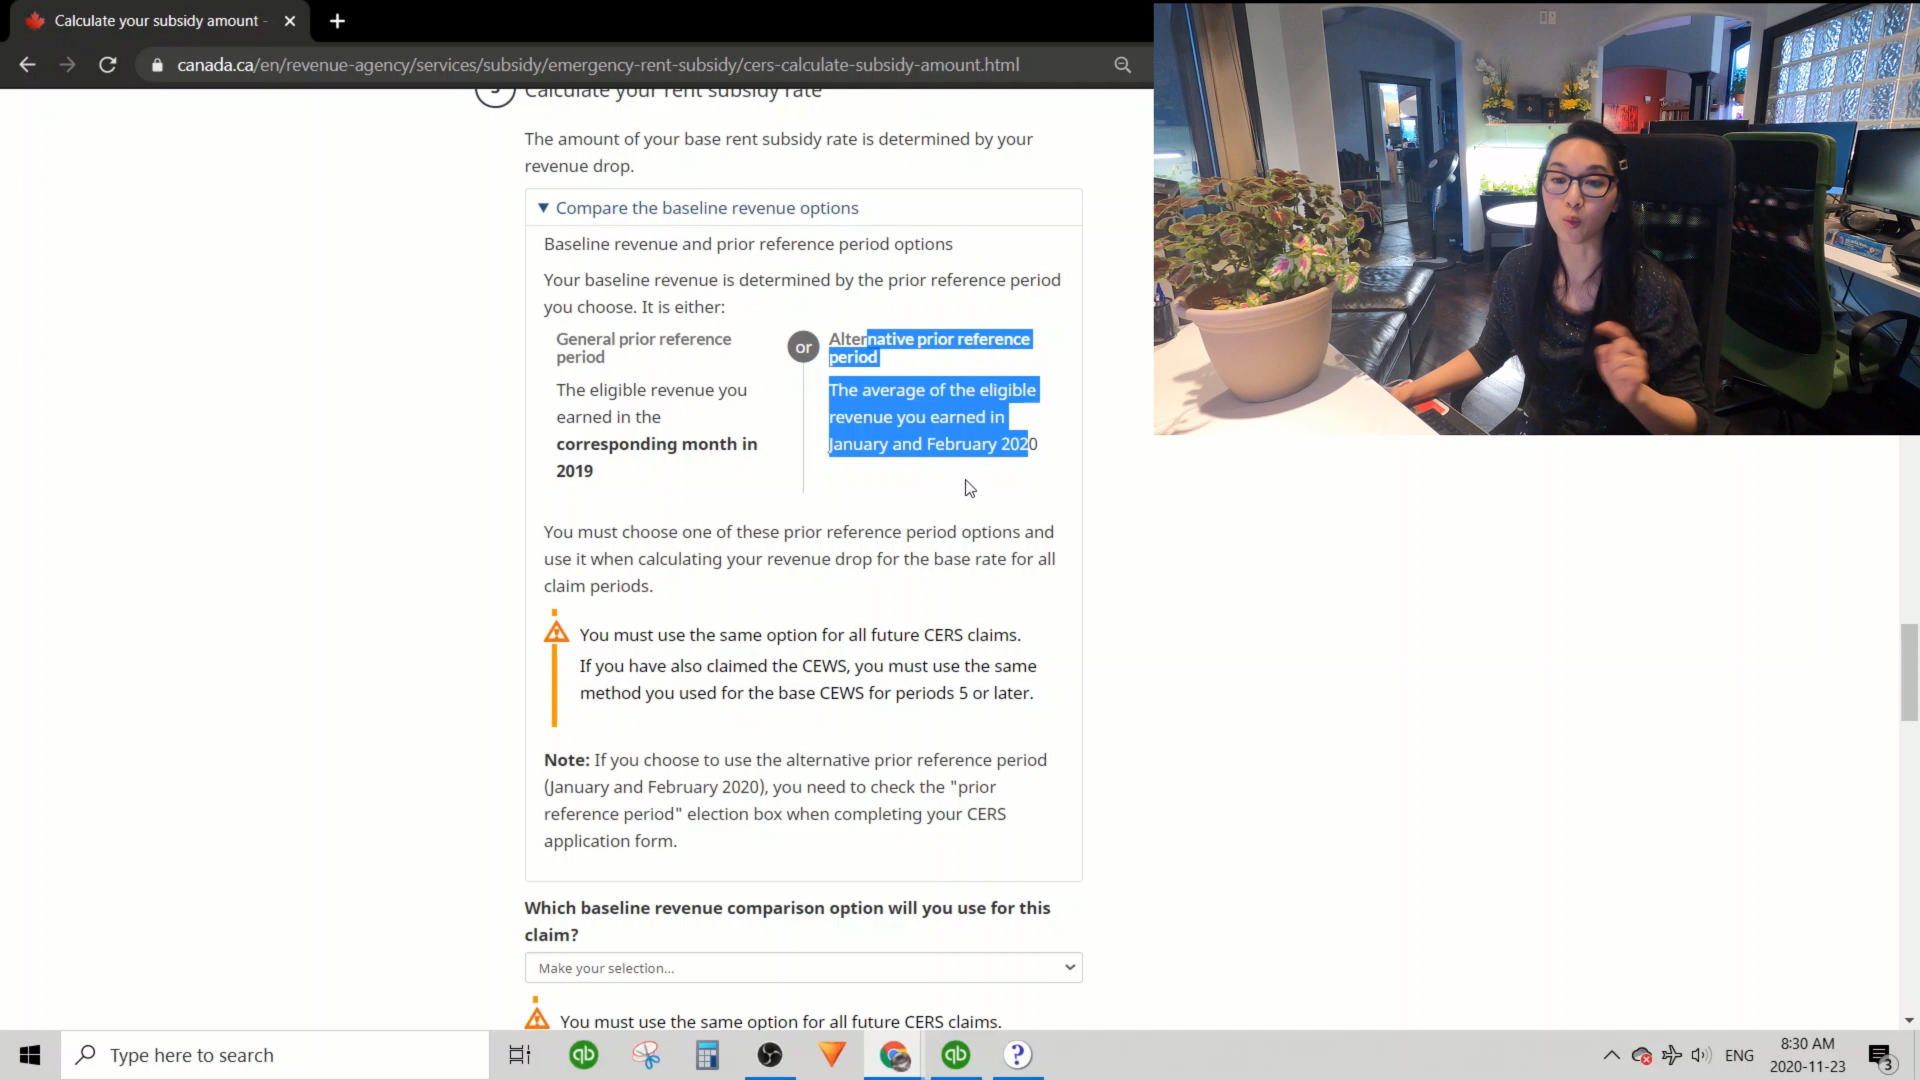 Calculate your subsidy amount -
canada.ca/en/revenue-agency/services/subsidy/emergency-rent-subsidy/cers-calculate-subsidy-amount.html
Calculate your rent subsidy rate
The amount of your base rent subsidy rate is determined by your
revenue drop.
▼ Compare the baseline revenue options
Baseline revenue and prior reference period options
Your baseline revenue is determined by the prior reference period
you choose. It is either:
General prior reference
period
The eligible revenue you
earned in the
corresponding month in
2019
or
Alternative prior reference
period
The average of the eligible
revenue you earned in
January and February 2020
You must choose one of these prior reference period options and
use it when calculating your revenue drop for the base rate for all
claim periods.
You must use the same option for all future CERS claims.
If you have also claimed the CEWS, you must use the same
method you used for the base CEWS for periods 5 or later.
Note: If you choose to use the alternative prior reference period
(January and February 2020), you need to check the "prior
reference period" election box when completing your CERS
application form.
Which baseline revenue comparison option will you use for this
claim?
Make your selection...
You must use the same option for all future CERS claims.
Type here to search
qb
qb
?
ENG
8:30 AM
2020-11-23
3